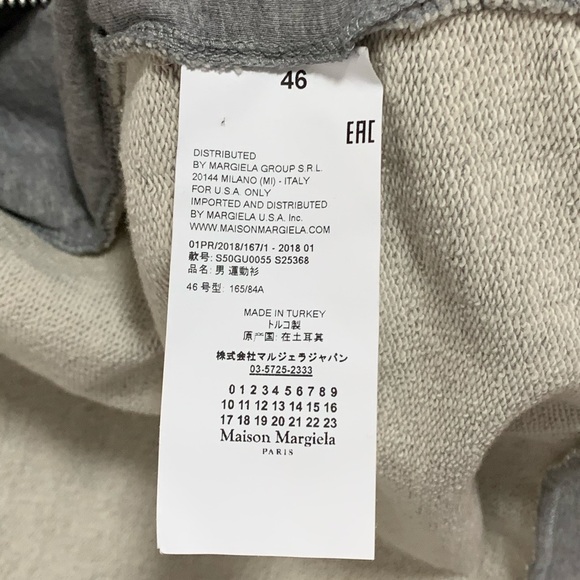 46
EAC
DISTRIBUTED
BY MARGIELA GROUP S.R.L.
20144 MILANO (MI) - ITALY
FOR U.S.A. ONLY
IMPORTED AND DISTRIBUTED
BY MARGIELA U.S.A. Inc.
WWW.MAISONMARGIELA.COM
01PR/2018/167/1 - 2018 01
款号: S50GU0055 S25368
品名: 男 運動衫
46 号型: 165/84A
MADE IN TURKEY
トルコ製
原产国: 在土耳其
株式会社マルジェラジャパン
03-5725-2333
0 1 2 3 4 5 6 7 8 9
10 11 12 13 14 15 16
17 18 19 20 21 22 23
Maison Margiela
PARIS